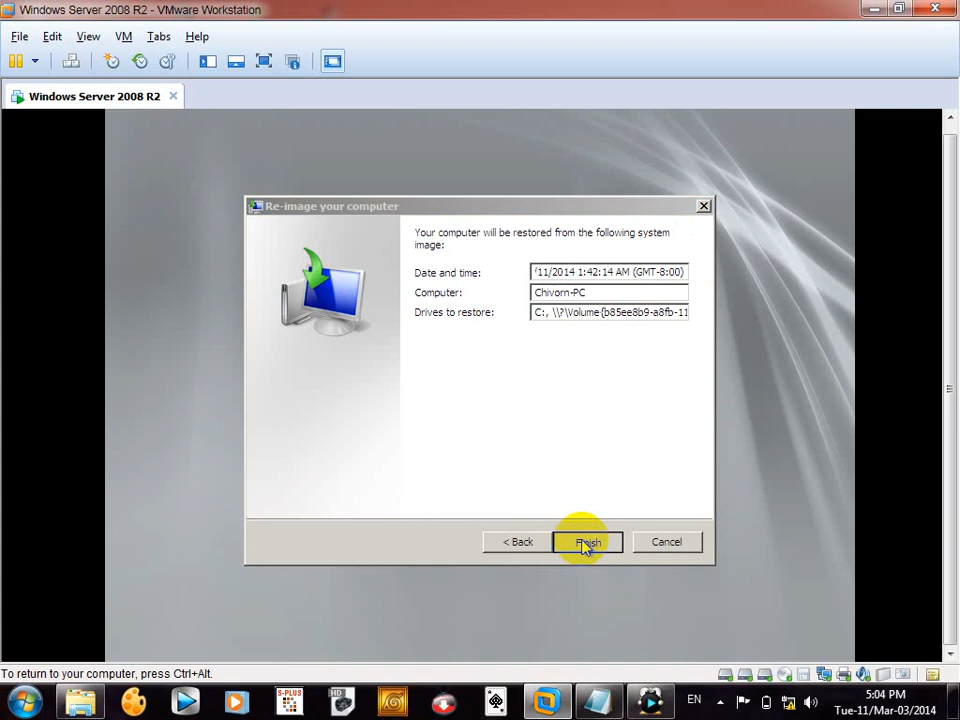 Windows Server 2008 R2 - VMware Workstation
File Edit View VM Tabs Help
Windows Server 2008 R2
Re-image your computer
Your computer will be restored from the following system
image:
Date and time: /11/2014 1:42:14 AM (GMT-8:00)
Computer: Chivorn-PC
Drives to restore: C:, \\?\Volume{b85ee8b9-a8fb-11
< Back Finish Cancel
To return to your computer, press Ctrl+Alt.
S-PLUS HD EN 5:04 PM
Tue-11/Mar-03/2014